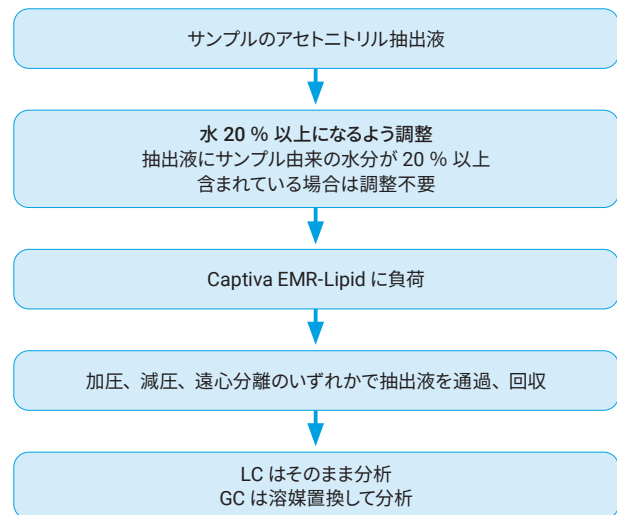 サンプルのアセトニトリル抽出液
水 20 % 以上になるよう調整
抽出液にサンプル由来の水分が 20 % 以上
含まれている場合は調整不要
Captiva EMR-Lipid に負荷
加圧、減圧、遠心分離のいずれかで抽出液を通過、回収
LC はそのまま分析
GC は溶媒置換して分析